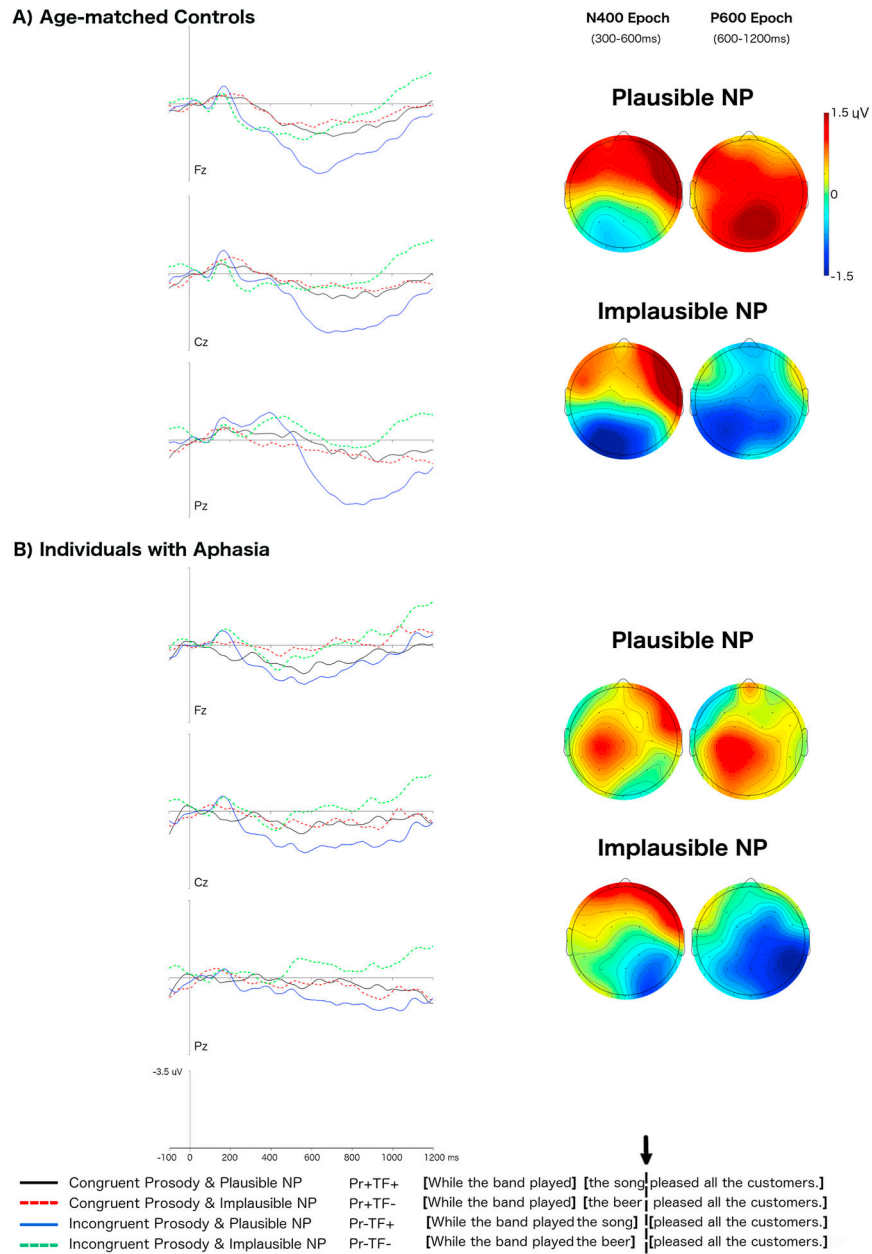 A) Age-matched Controls
N400 Epoch
(300-600ms)
P600 Epoch
(600-1200ms)
Plausible NP
1.5 uV
0
-1.5
Fz
Implausible NP
Cz
Pz
B) Individuals with Aphasia
Plausible NP
Fz
Implausible NP
Cz
Pz
-3.5 uV
-100 0 200 400 600 800 1000 1200 ms
Congruent Prosody & Plausible NP Pr+TF+ [While the band played] [the song pleased all the customers.]
Congruent Prosody & Implausible NP Pr+TF- [While the band played] [the beer pleased all the customers.]
Incongruent Prosody & Plausible NP Pr-TF+ [While the band played the song] [pleased all the customers.]
Incongruent Prosody & Implausible NP Pr-TF- [While the band played the beer] [pleased all the customers.]